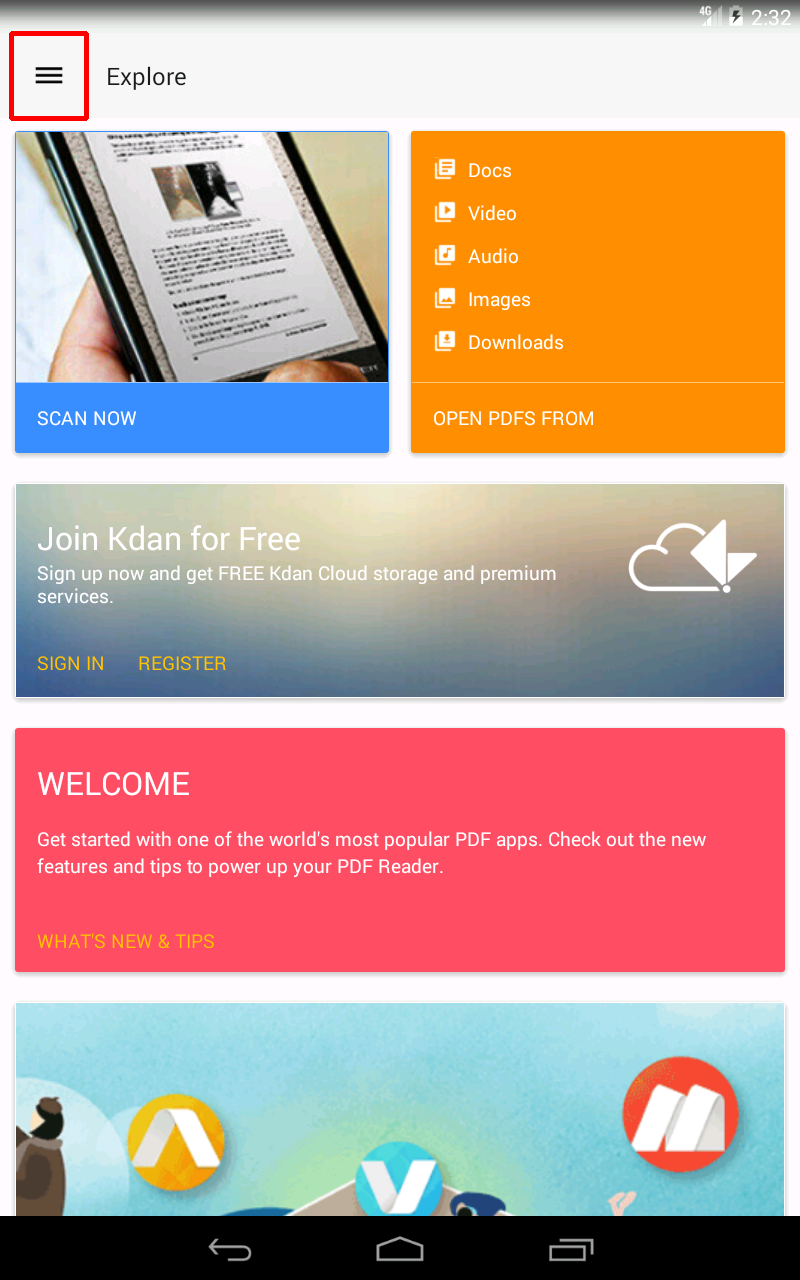 4G 2:32
Explore
Docs
Video
Audio
Images
Downloads
SCAN NOW
OPEN PDFS FROM
Join Kdan for Free
Sign up now and get FREE Kdan Cloud storage and premium
services.
SIGN IN REGISTER
WELCOME
Get started with one of the world's most popular PDF apps. Check out the new
features and tips to power up your PDF Reader.
WHAT'S NEW & TIPS